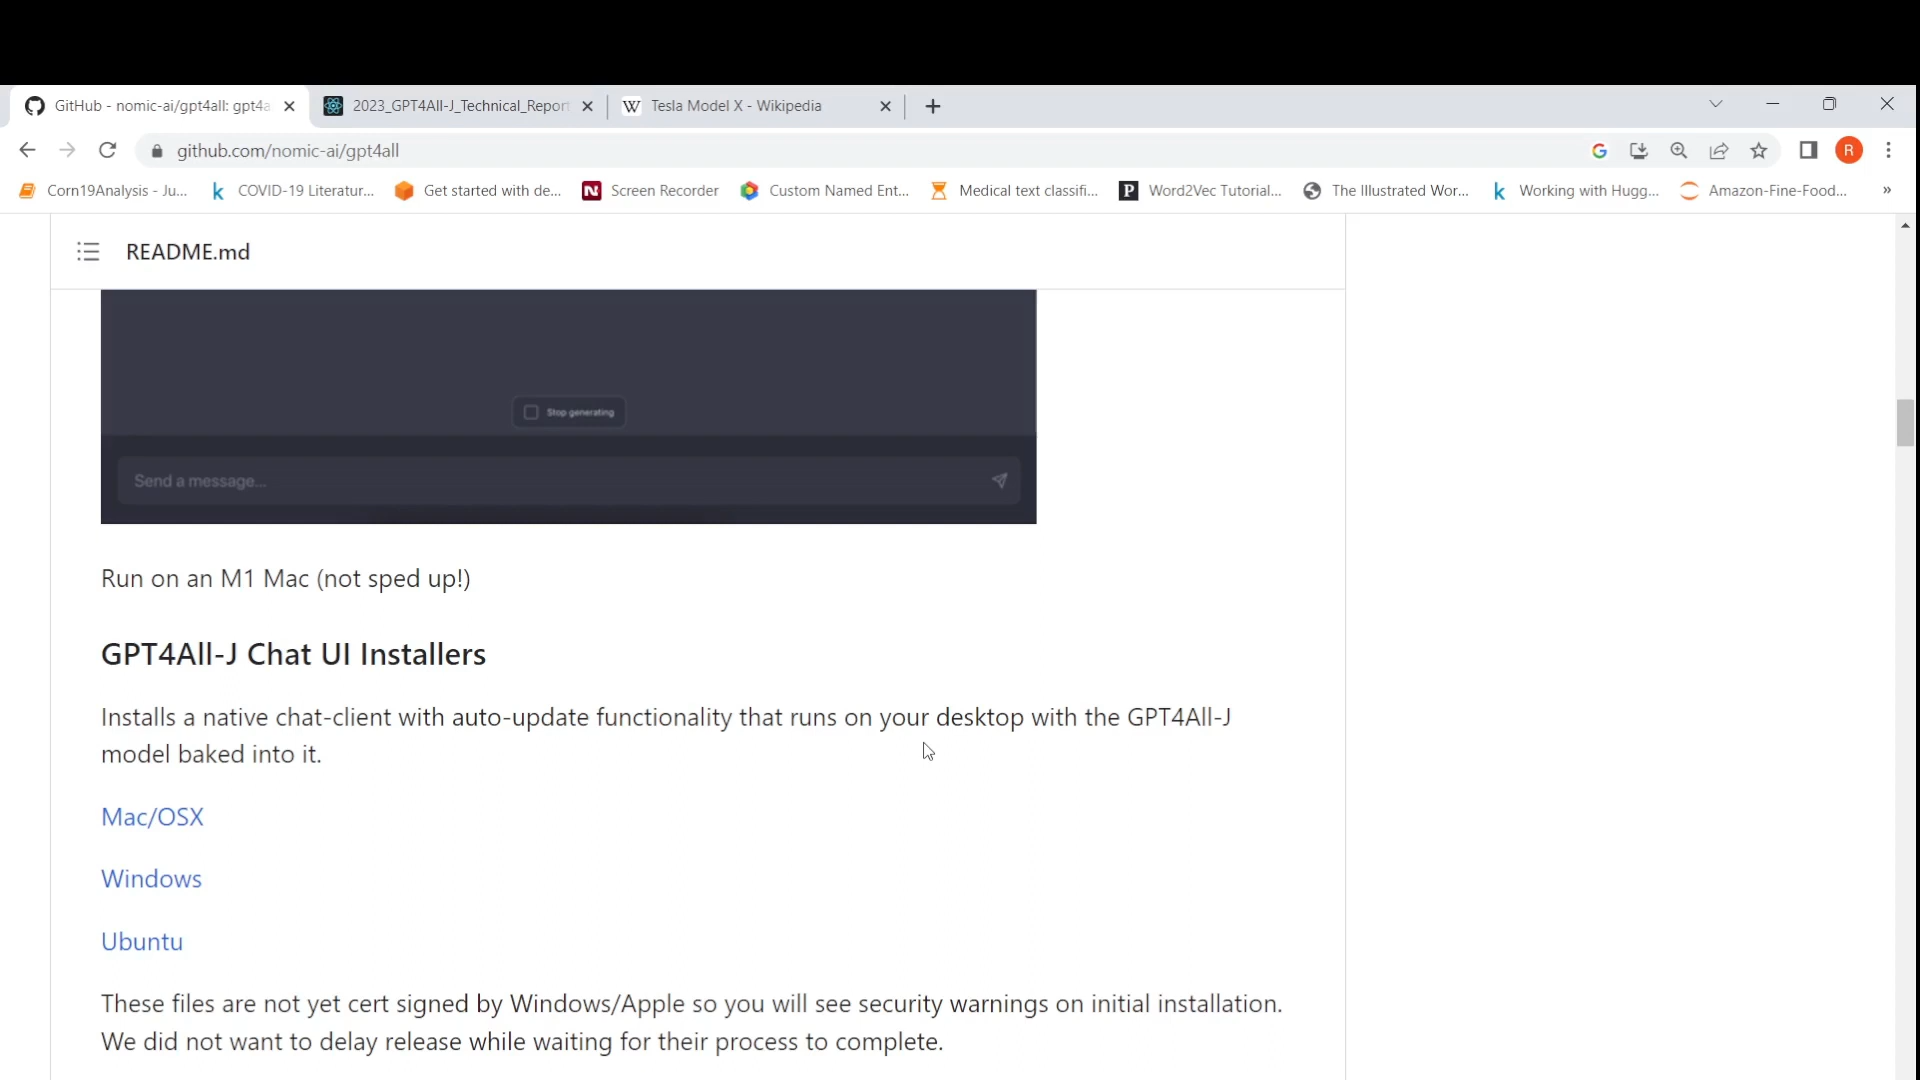 GitHub - nomic-ai/gpt4all: gpt4a
2023_GPT4All-J_Technical_Report
W Tesla Model X - Wikipedia
github.com/nomic-ai/gpt4all
R
Corn19Analysis - Ju...
k COVID-19 Literatur...
Get started with de...
N Screen Recorder
Custom Named Ent...
Medical text classifi...
P Word2Vec Tutorial...
The Illustrated Wor...
k Working with Hugg...
Amazon-Fine-Food...
»
README.md
Stop generating
Send a message...
Run on an M1 Mac (not sped up!)
GPT4All-J Chat UI Installers
Installs a native chat-client with auto-update functionality that runs on your desktop with the GPT4All-J
model baked into it.
Mac/OSX
Windows
Ubuntu
These files are not yet cert signed by Windows/Apple so you will see security warnings on initial installation.
We did not want to delay release while waiting for their process to complete.